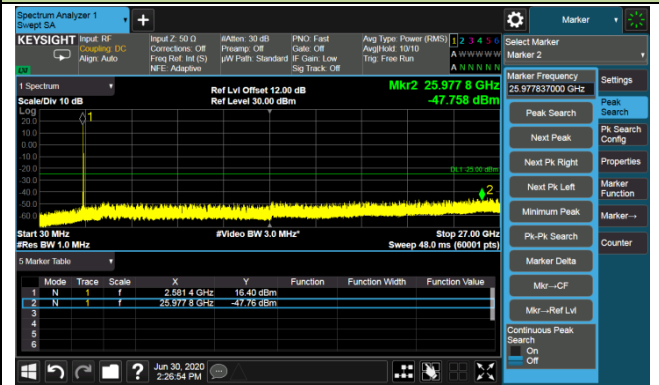 Spectrum Analyzer 1
Swept SA
+
Marker
KEYSIGHT
Input: RF
Coupling: DC
Align: Auto
Input Z: 50 Ω
Corrections: Off
Freq Ref: Int (S)
NFE: Adaptive
#Atten: 30 dB
Preamp: Off
µW Path: Standard
PNO: Fast
Gate: Off
IF Gain: Low
Sig Track: Off
Avg Type: Power (RMS)
Avg|Hold: 10/10
Trig: Free Run
1 2 3 4 5 6
A W W W W W
A N N N N N
LW
Select Marker
Marker 2
1 Spectrum
Scale/Div 10 dB
Ref Lvl Offset 12.00 dB
Ref Level 30.00 dBm
Mkr2 25.977 8 GHz
-47.758 dBm
Log
20.0
10.0
0.00
-10.0
-20.0
-30.0
-40.0
-50.0
-60.0
1
DL1 -25.00 dBm
2
Start 30 MHz
#Res BW 1.0 MHz
#Video BW 3.0 MHz*
Stop 27.00 GHz
Sweep 48.0 ms (60001 pts)
5 Marker Table
Mode Trace Scale X Y Function Function Width Function Value
1 N 1 f 2.581 4 GHz 16.40 dBm
2 N 1 f 25.977 8 GHz -47.76 dBm
3
4
5
6
Marker Frequency
25.977837000 GHz
Peak Search
Next Peak
Next Pk Right
Next Pk Left
Minimum Peak
Pk-Pk Search
Marker Delta
Mkr→CF
Mkr→Ref Lvl
Continuous Peak
Search
On
Off
Settings
Peak
Search
Pk Search
Config
Properties
Marker
Function
Marker→
Counter
?
Jun 30, 2020
2:26:54 PM